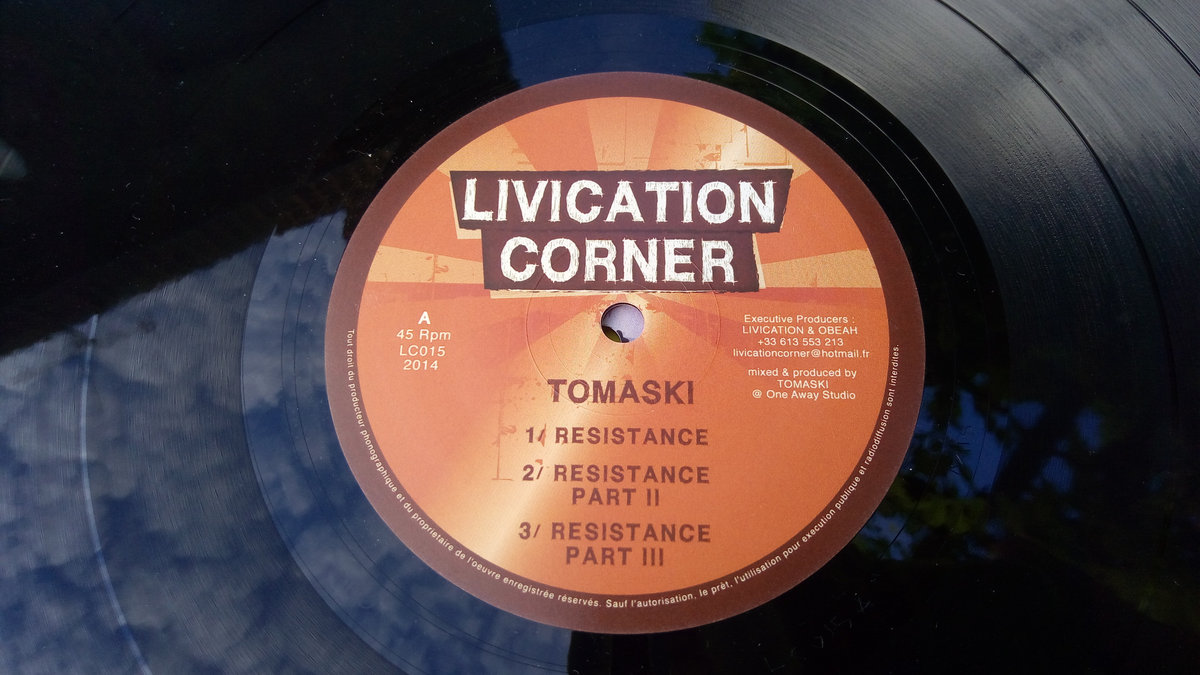 LIVICATION
CORNER
A
45 Rpm
LC015
2014
Executive Producers :
LIVICATION & OBEAH
+33 613 553 213
livicationcorner@hotmail.fr
mixed & produced by
TOMASKI
@ One Away Studio
TOMASKI
1/ RESISTANCE
2/ RESISTANCE
PART II
3/ RESISTANCE
PART III
Tout droit du producteur phonographique et du propriétaire de l'oeuvre enregistrée réservés. Sauf l'autorisation, le prêt, l'utilisation pour execution publique et radiodiffusion sont interdites.